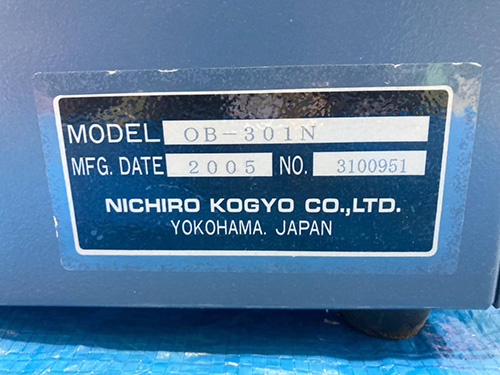 MODEL OB-301N
MFG. DATE 2005 NO. 3100951
NICHIRO KOGYO CO.,LTD.
YOKOHAMA. JAPAN